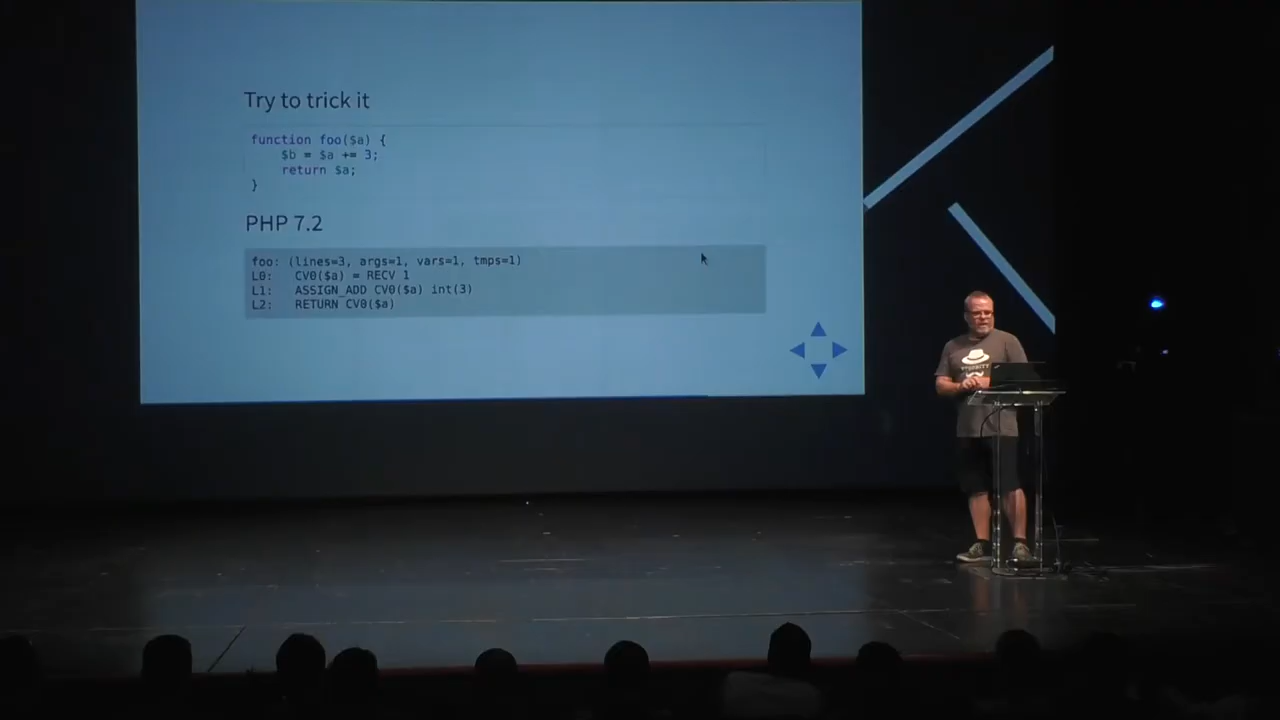 Try to trick it
function foo($a) {
    $b = $a += 3;
    return $a;
}
PHP 7.2
foo: (lines=3, args=1, vars=1, tmps=1)
L0:   CV0($a) = RECV 1
L1:   ASSIGN_ADD CV0($a) int(3)
L2:   RETURN CV0($a)